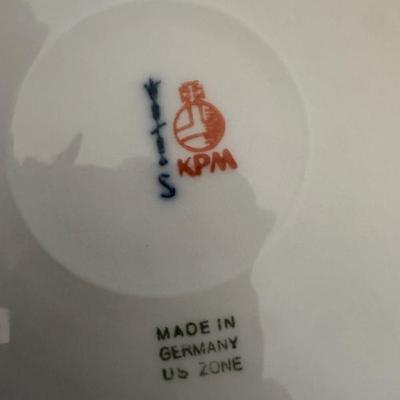 KPM
MADE IN
GERMANY
US ZONE